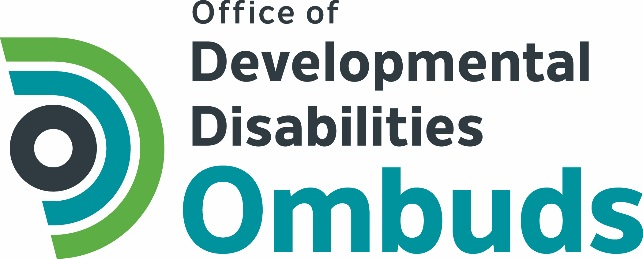 Office of
Developmental
Disabilities
Ombuds